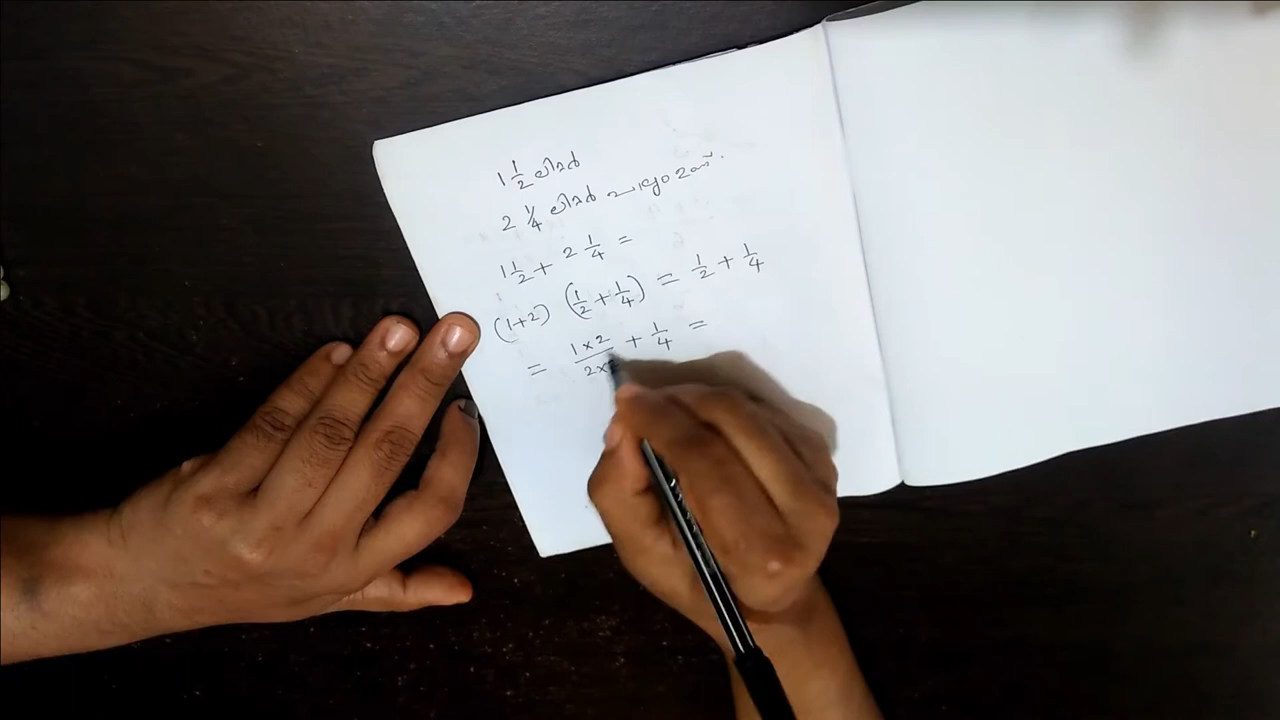 1 1/2 ലിറ്റർ
2 1/4 ലിറ്റർ
1 1/2 + 2 1/4 =
(1+2) (1/2 + 1/4) = 1/2 + 1/4
= 1×2/2×2 + 1/4 =